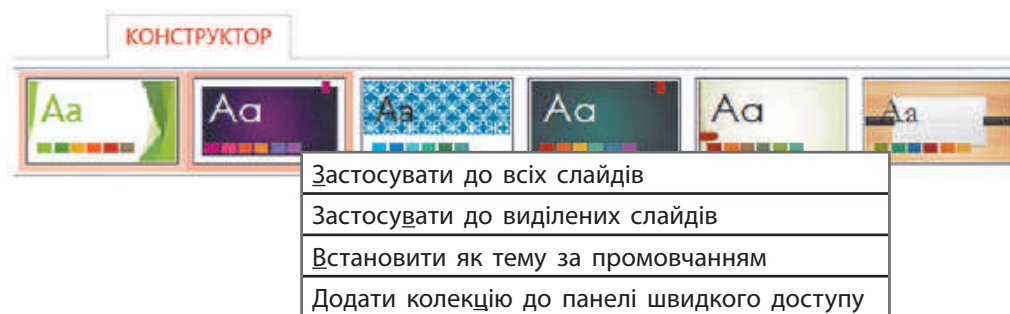 КОНСТРУКТОР
Aa Aa Aa Aa Aa Aa
Застосувати до всіх слайдів
Застосувати до виділених слайдів
Встановити як тему за промовчанням
Додати колекцію до панелі швидкого доступу